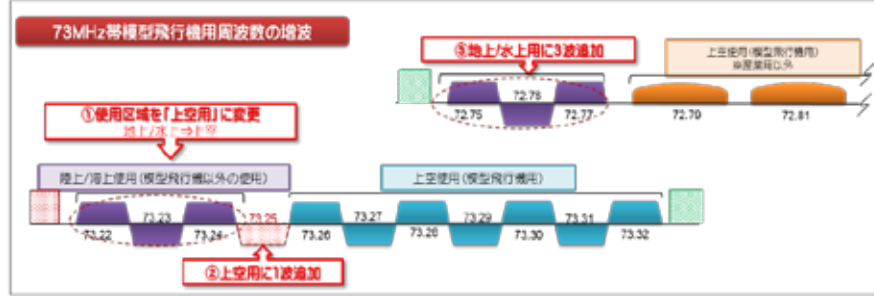 73MHz帯模型飛行機用周波数の増波
③地上/水上用に3波追加
上空使用(模型飛行機用)
※産業用以外
72.75
72.76
72.77
72.79
72.81
①使用区域を「上空用」に変更
地上/水上⇒上空
陸上/海上使用(模型飛行機以外の使用)
上空使用(模型飛行機用)
73.22
73.23
73.24
73.25
73.26
73.27
73.28
73.29
73.30
73.31
73.32
②上空用に1波追加